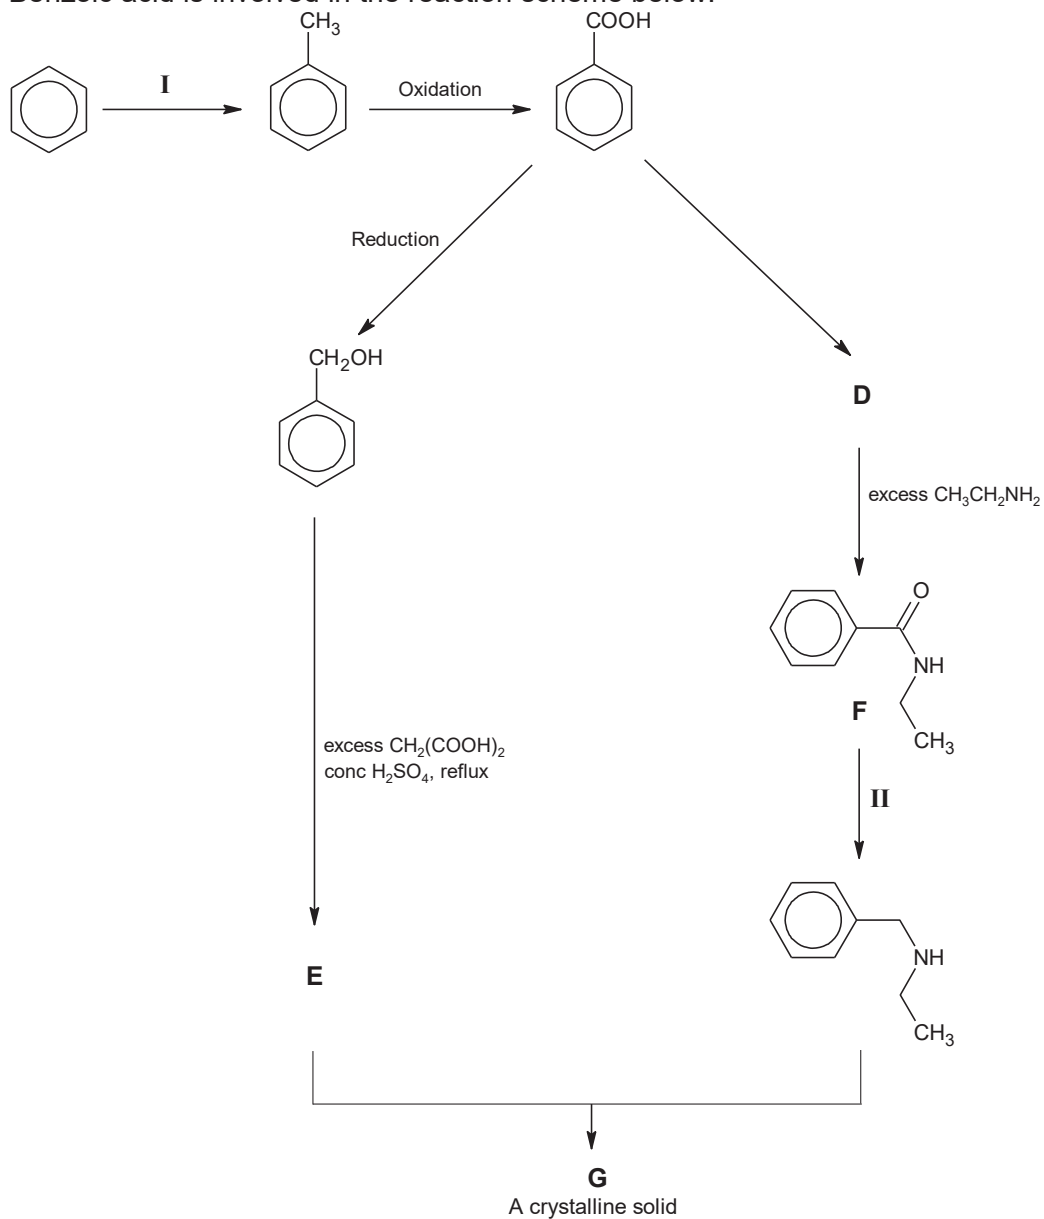 Benzoic acid is involved in the reaction scheme below.
CH₃
COOH
I
Oxidation
Reduction
CH₂OH
D
excess CH₃CH₂NH₂
O
NH
F
CH₃
excess CH₂(COOH)₂
conc H₂SO₄, reflux
II
NH
E
CH₃
G
A crystalline solid